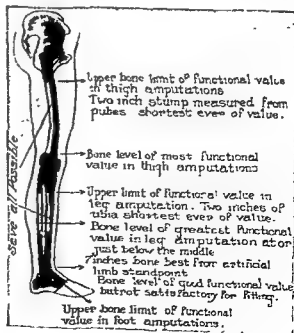 Upper bone limit of functional value
in thigh amputations
Two inch stump measured from
pubes shortest ever of value.
Bone level of most functional
value in thigh amputations
Upper limit of functional value in
leg amputation. Two inches of
tibia shortest ever of value.
Bone level of greatest functional
value in leg amputation at or
just below the middle
7 inches bone best from artificial
limb standpoint
Bone level of good functional value
but not satisfactory for fitting.
Upper bone limit of functional
value in foot amputations.
Save all Possible